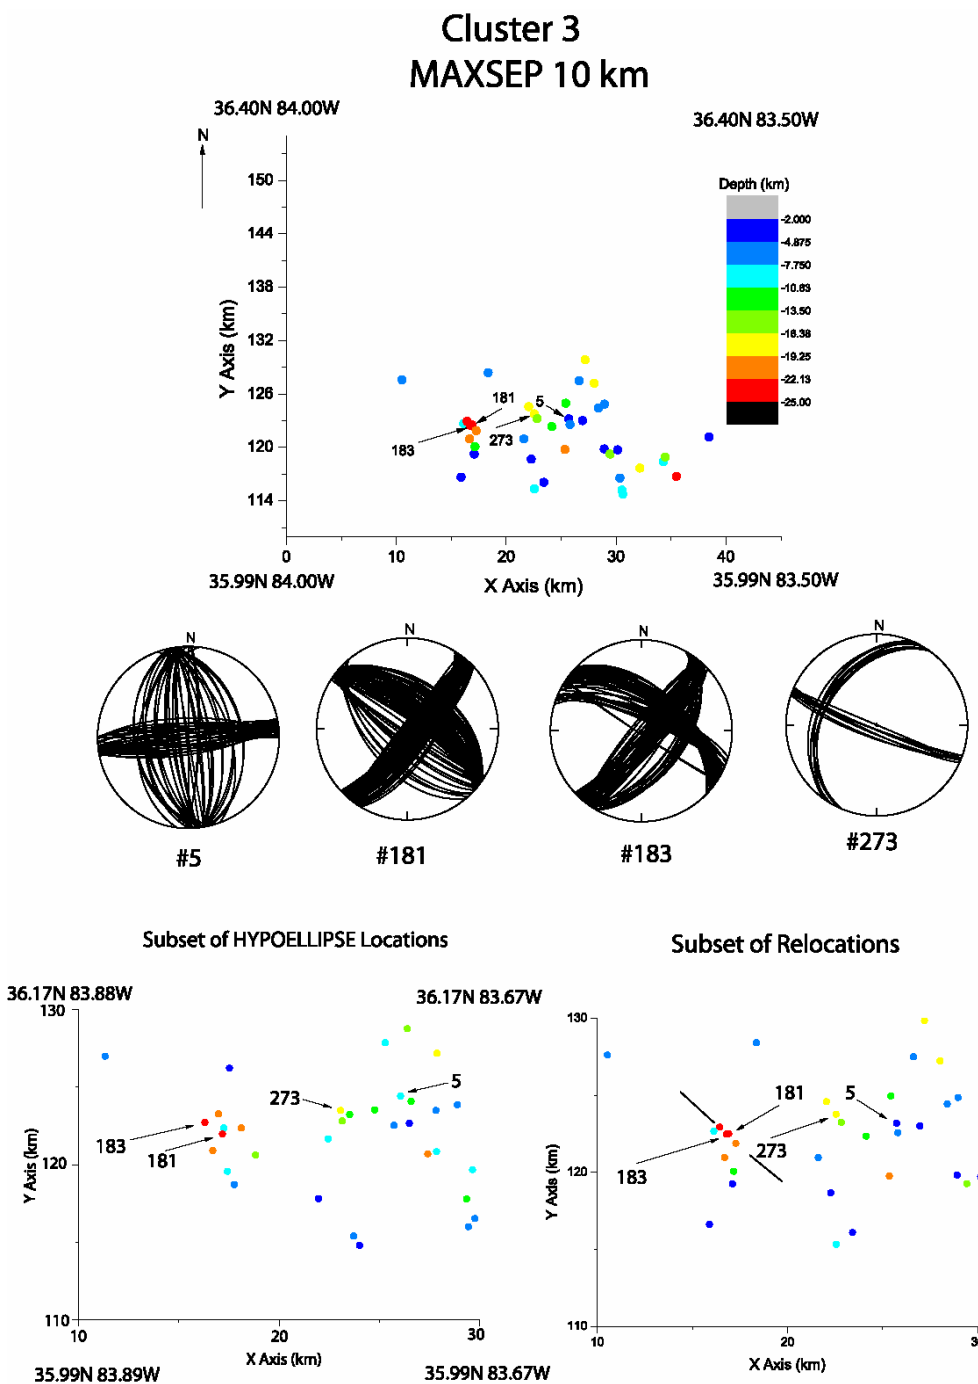 Cluster 3
MAXSEP 10 km
36.40N 84.00W
36.40N 83.50W
N
Depth (km)
-2.000
-4.875
-7.750
-10.63
-13.50
-16.38
-19.25
-22.13
-25.00
Y Axis (km)
150
144
138
132
126
120
114
181
183
5
273
0
10
20
30
40
X Axis (km)
35.99N 84.00W
35.99N 83.50W
N
N
N
N
#5
#181
#183
#273
Subset of HYPOELLIPSE Locations
Subset of Relocations
36.17N 83.88W
36.17N 83.67W
130
120
110
Y Axis (km)
273
5
183
181
10
20
30
X Axis (km)
35.99N 83.89W
35.99N 83.67W
130
120
110
Y Axis (km)
181
5
273
183
10
20
30
X Axis (km)